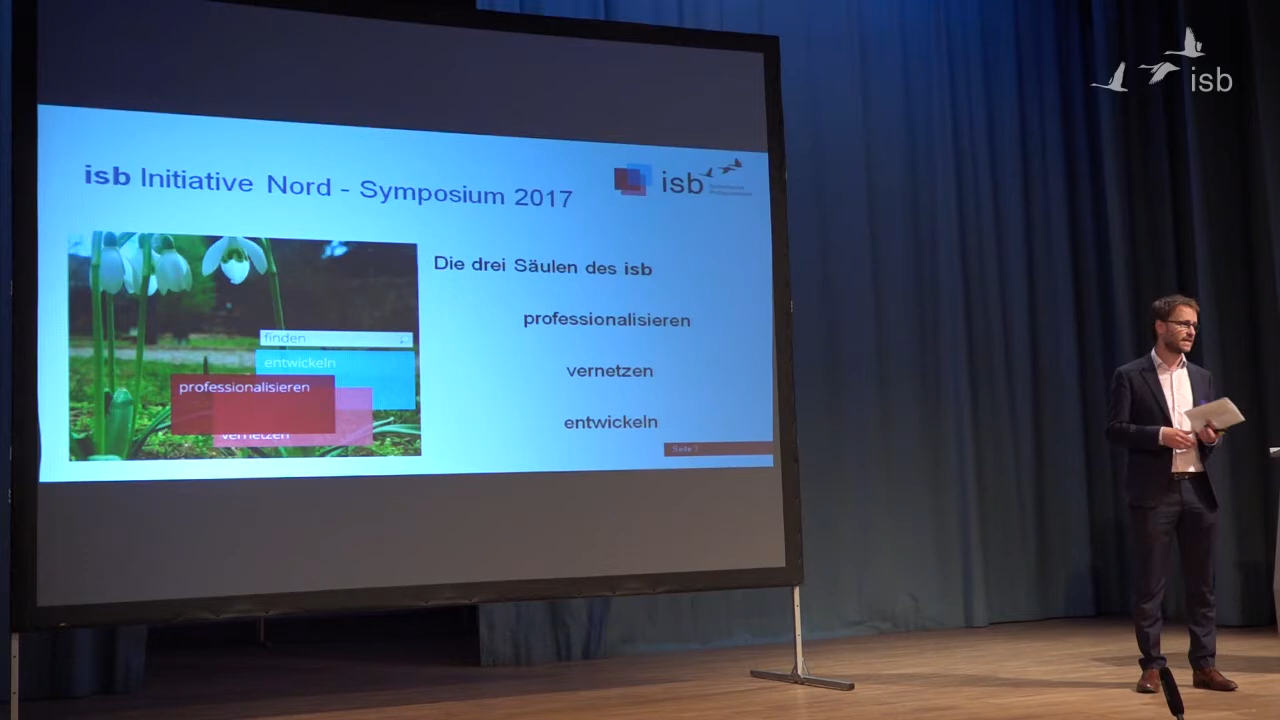 isb
isb Initiative Nord - Symposium 2017
isb
Die drei Säulen des isb
professionalisieren
vernetzen
entwickeln
finden
entwickeln
professionalisieren
vernetzen
Seite